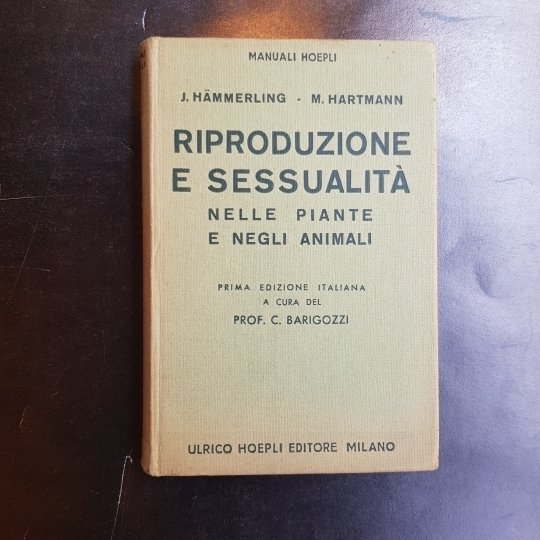 MANUALI HOEPLI
J. HÄMMERLING - M. HARTMANN
RIPRODUZIONE
E SESSUALITÀ
NELLE PIANTE
E NEGLI ANIMALI
PRIMA EDIZIONE ITALIANA
A CURA DEL
PROF. C. BARIGOZZI
ULRICO HOEPLI EDITORE MILANO